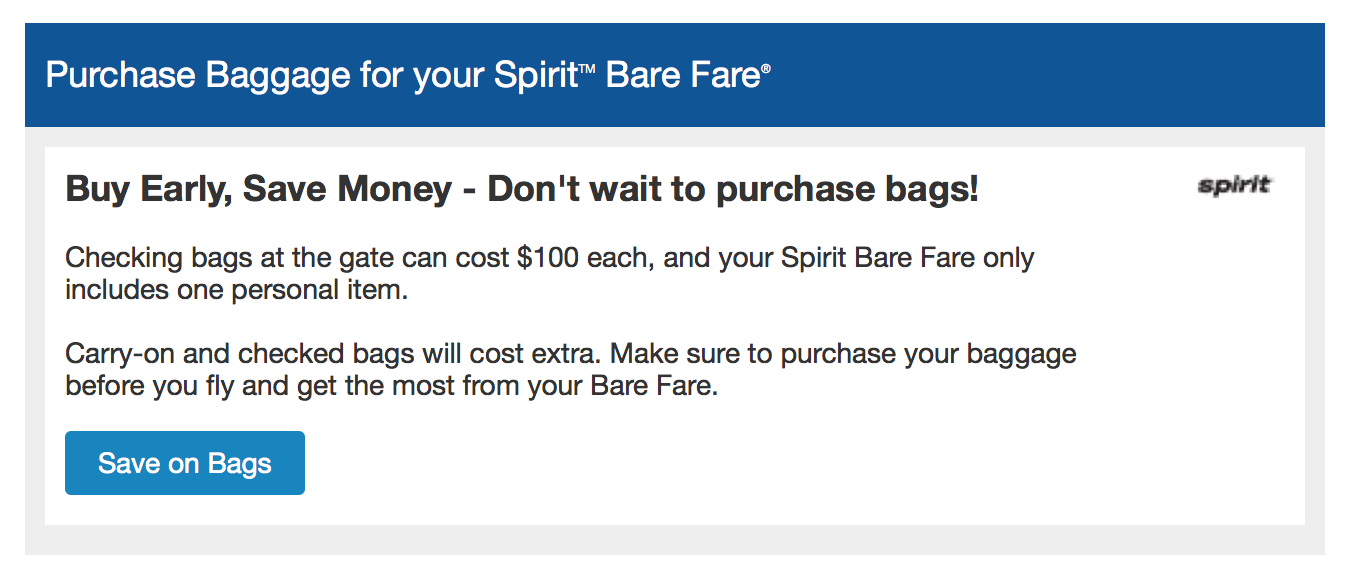 Purchase Baggage for your Spirit™ Bare Fare®
Buy Early, Save Money - Don't wait to purchase bags!
spirit
Checking bags at the gate can cost $100 each, and your Spirit Bare Fare only
includes one personal item.
Carry-on and checked bags will cost extra. Make sure to purchase your baggage
before you fly and get the most from your Bare Fare.
Save on Bags